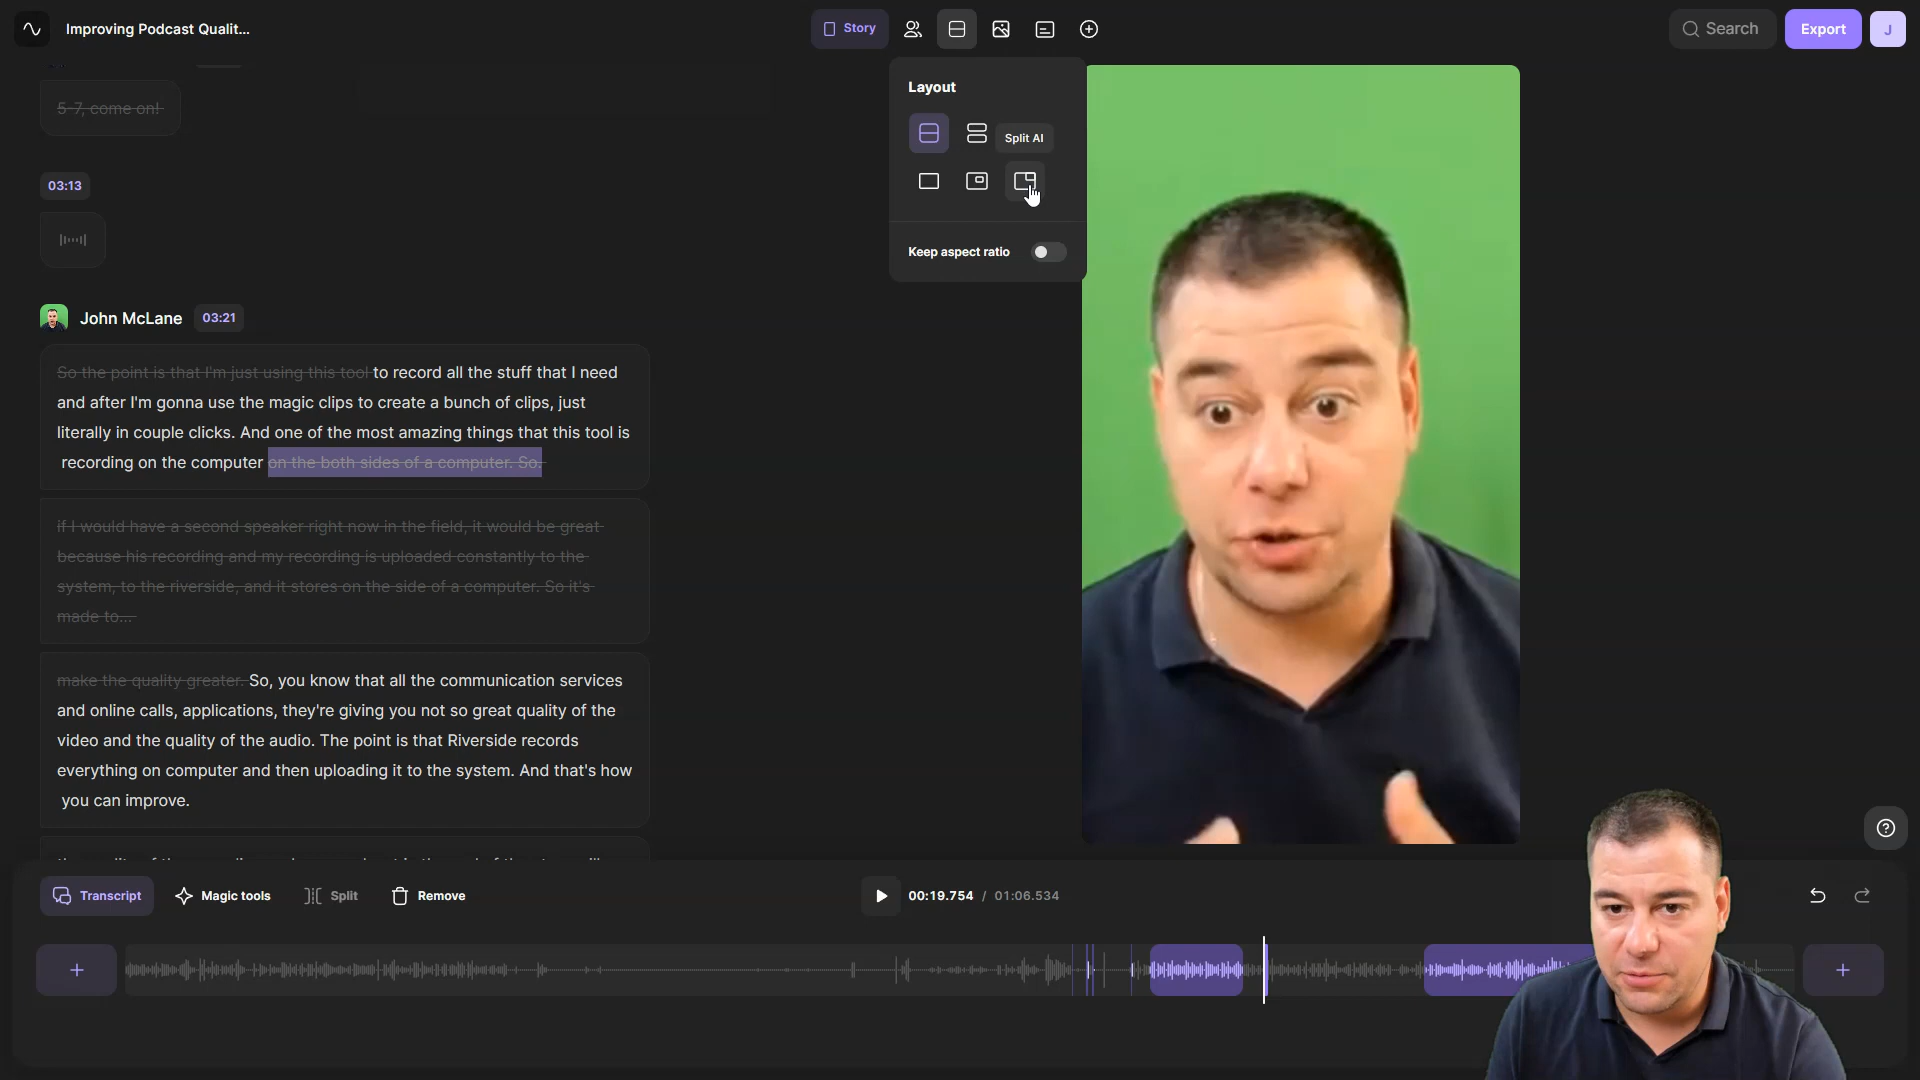 Improving Podcast Qualit...
Story
Search
Export
J
Layout
Split AI
Keep aspect ratio
5-7, come on!
03:13
John McLane
03:21
So the point is that I'm just using this tool to record all the stuff that I need
and after I'm gonna use the magic clips to create a bunch of clips, just
literally in couple clicks. And one of the most amazing things that this tool is
recording on the computer on the both sides of a computer. So.
if I would have a second speaker right now in the field, it would be great
because his recording and my recording is uploaded constantly to the
system, to the riverside, and it stores on the side of a computer. So it's
made to...
make the quality greater. So, you know that all the communication services
and online calls, applications, they're giving you not so great quality of the
video and the quality of the audio. The point is that Riverside records
everything on computer and then uploading it to the system. And that's how
you can improve.
Transcript
Magic tools
Split
Remove
00:19.754 / 01:06.534